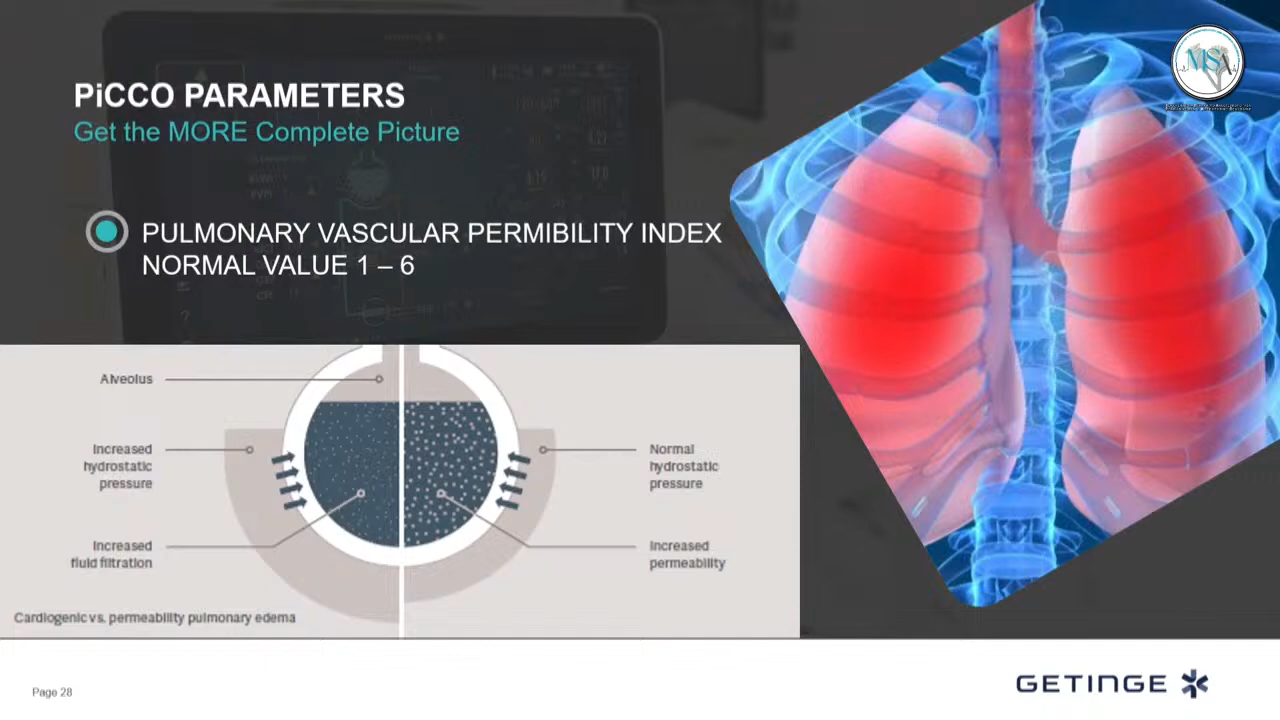 PiCCO PARAMETERS
Get the MORE Complete Picture
PULMONARY VASCULAR PERMIBILITY INDEX
NORMAL VALUE 1 – 6
Alveolus
Increased
hydrostatic
pressure
Increased
fluid filtration
Normal
hydrostatic
pressure
Increased
permeability
Cardiogenic vs. permeability pulmonary edema
MSA
Page 28
GETINGE